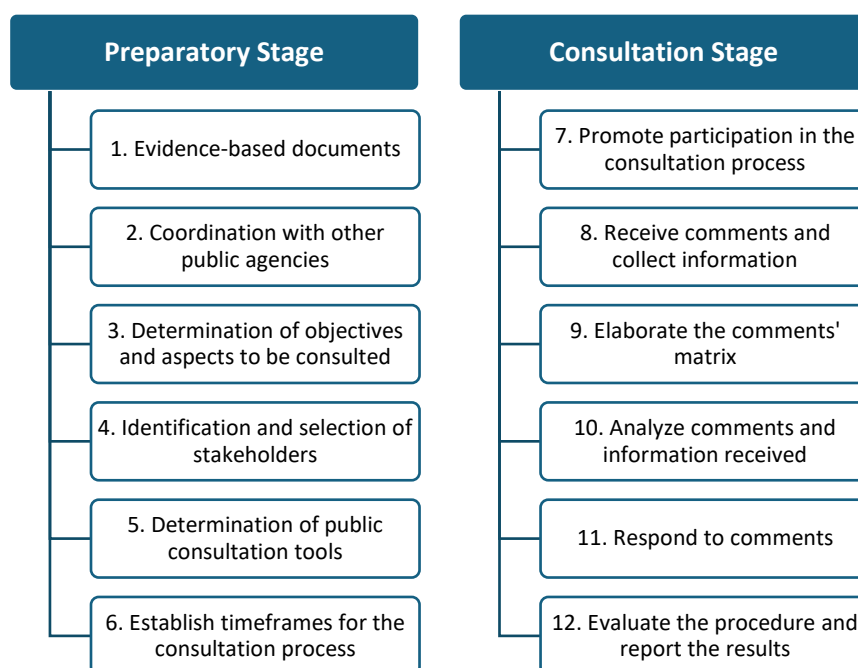 Preparatory Stage
1. Evidence-based documents
2. Coordination with other
public agencies
3. Determination of objectives
and aspects to be consulted
4. Identification and selection of
stakeholders
5. Determination of public
consultation tools
6. Establish timeframes for the
consultation process
Consultation Stage
7. Promote participation in the
consultation process
8. Receive comments and
collect information
9. Elaborate the comments'
matrix
10. Analyze comments and
information received
11. Respond to comments
12. Evaluate the procedure and
report the results